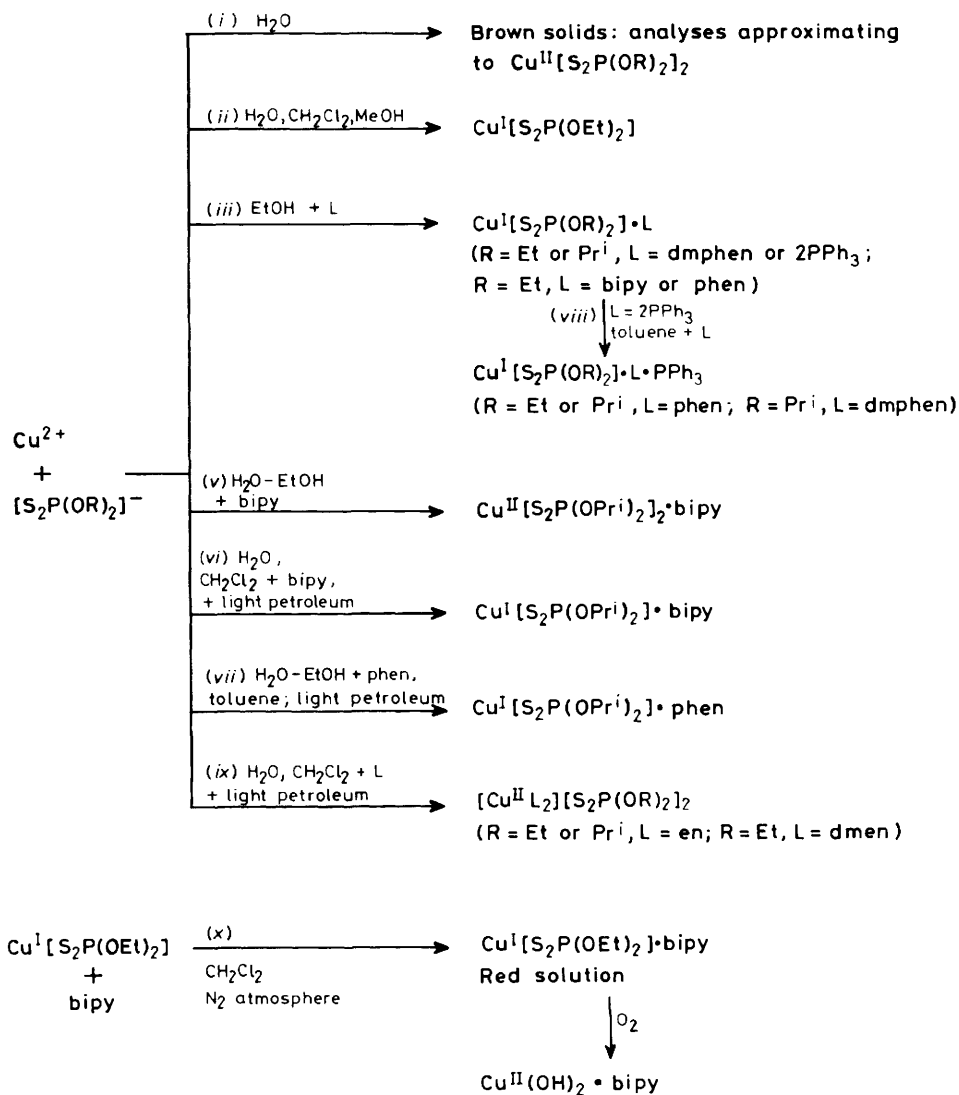 (i) H₂O
Brown solids: analyses approximating
to Cuᴵᴵ[S₂P(OR)₂]₂
(ii) H₂O,CH₂Cl₂,MeOH
Cuᴵ[S₂P(OEt)₂]
(iii) EtOH + L
Cuᴵ[S₂P(OR)₂]•L
(R = Et or Prⁱ, L = dmphen or 2PPh₃;
R = Et, L = bipy or phen)
(viii) L = 2PPh₃
toluene + L
Cuᴵ[S₂P(OR)₂]•L•PPh₃
(R = Et or Prⁱ, L=phen; R=Prⁱ, L=dmphen)
Cu²⁺
+
[S₂P(OR)₂]⁻
(v) H₂O–EtOH
+ bipy
Cuᴵᴵ[S₂P(OPrⁱ)₂]₂•bipy
(vi) H₂O,
CH₂Cl₂ + bipy,
+ light petroleum
Cuᴵ[S₂P(OPrⁱ)₂]•bipy
(vii) H₂O–EtOH + phen,
toluene; light petroleum
Cuᴵ[S₂P(OPrⁱ)₂]•phen
(ix) H₂O, CH₂Cl₂ + L
+ light petroleum
[Cuᴵᴵ L₂][S₂P(OR)₂]₂
(R = Et or Prⁱ, L = en; R=Et, L = dmen)
Cuᴵ[S₂P(OEt)₂]
+
bipy
(x)
CH₂Cl₂
N₂ atmosphere
Cuᴵ[S₂P(OEt)₂]•bipy
Red solution
O₂
Cuᴵᴵ(OH)₂•bipy